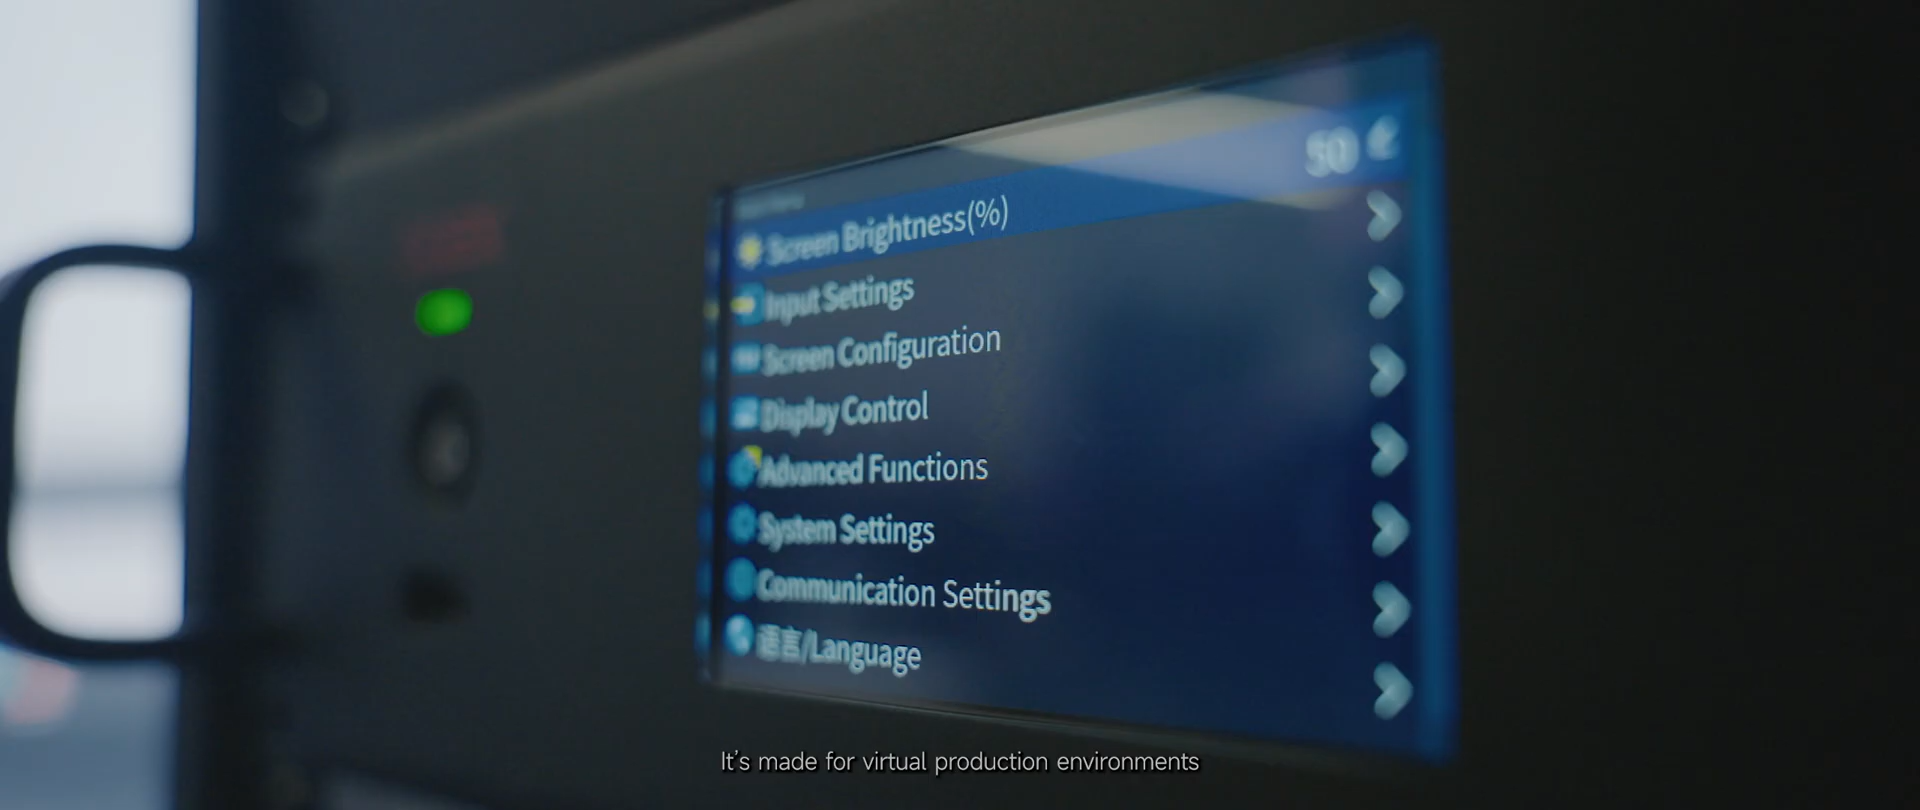 Screen Brightness(%) 50
Input Settings
Screen Configuration
Display Control
Advanced Functions
System Settings
Communication Settings
语言/Language
It's made for virtual production environments